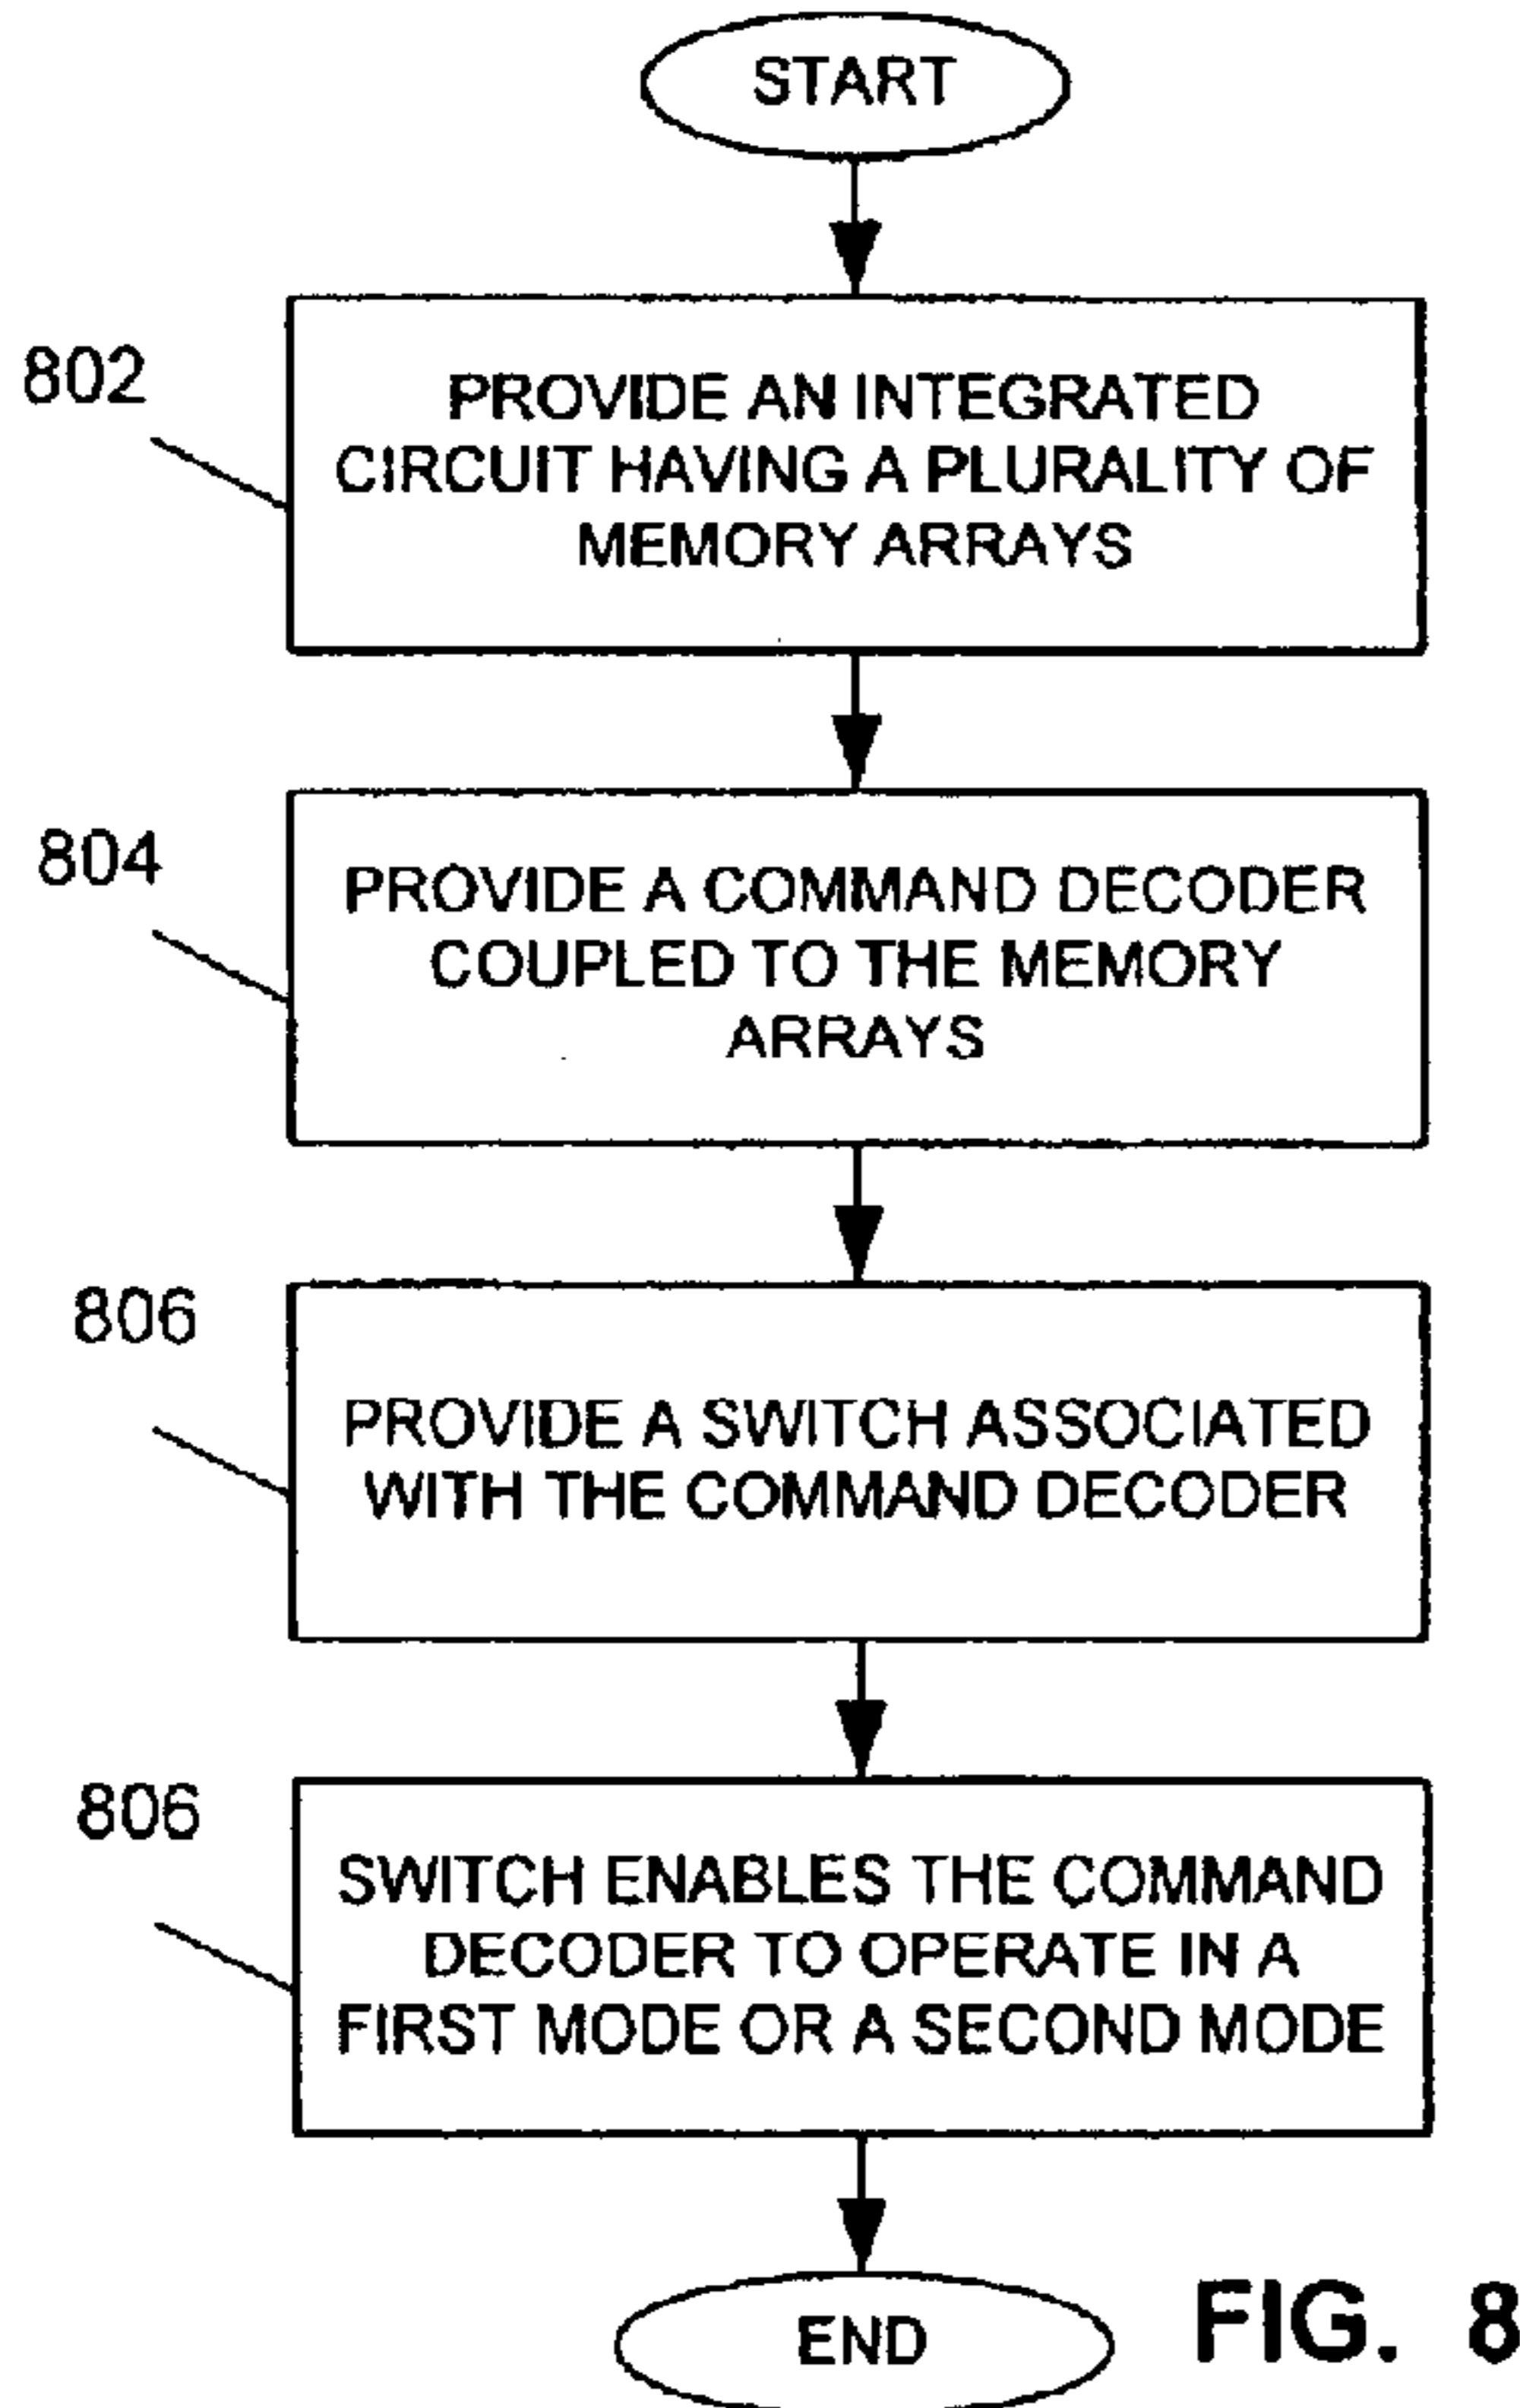 START
802
PROVIDE AN INTEGRATED
CIRCUIT HAVING A PLURALITY OF
MEMORY ARRAYS
804
PROVIDE A COMMAND DECODER
COUPLED TO THE MEMORY
ARRAYS
806
PROVIDE A SWITCH ASSOCIATED
WITH THE COMMAND DECODER
806
SWITCH ENABLES THE COMMAND
DECODER TO OPERATE IN A
FIRST MODE OR A SECOND MODE
END
FIG. 8